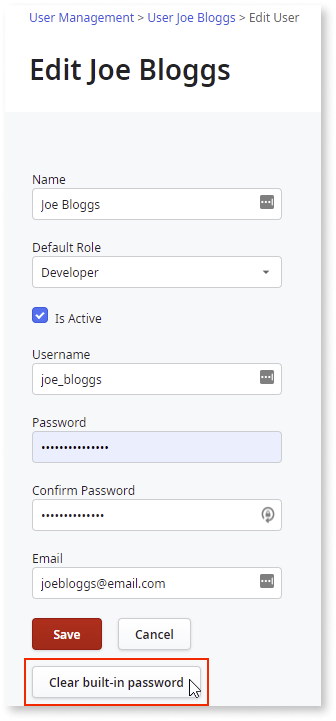 User Management > User Joe Bloggs > Edit User
Edit Joe Bloggs
Name
Joe Bloggs
Default Role
Developer
Is Active
Username
joe_bloggs
Password
•••••••••••••••
Confirm Password
••••••••••••••
Email
joebloggs@email.com
Save Cancel
Clear built-in password